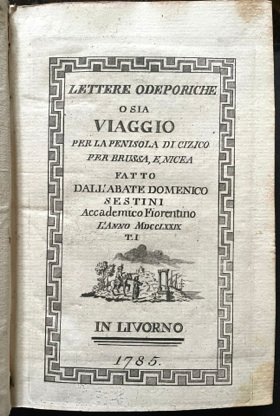 LETTERE ODEPORICHE
O SIA
VIAGGIO
PER LA PENISOLA DI CIZICO
PER BRUSSA, E, NICEA
FATTO
DALL'ABATE DOMENICO
SESTINI
Accademico Fiorentino
L'ANNO MDCCLXXIX
T. I
IN LIVORNO
1785.